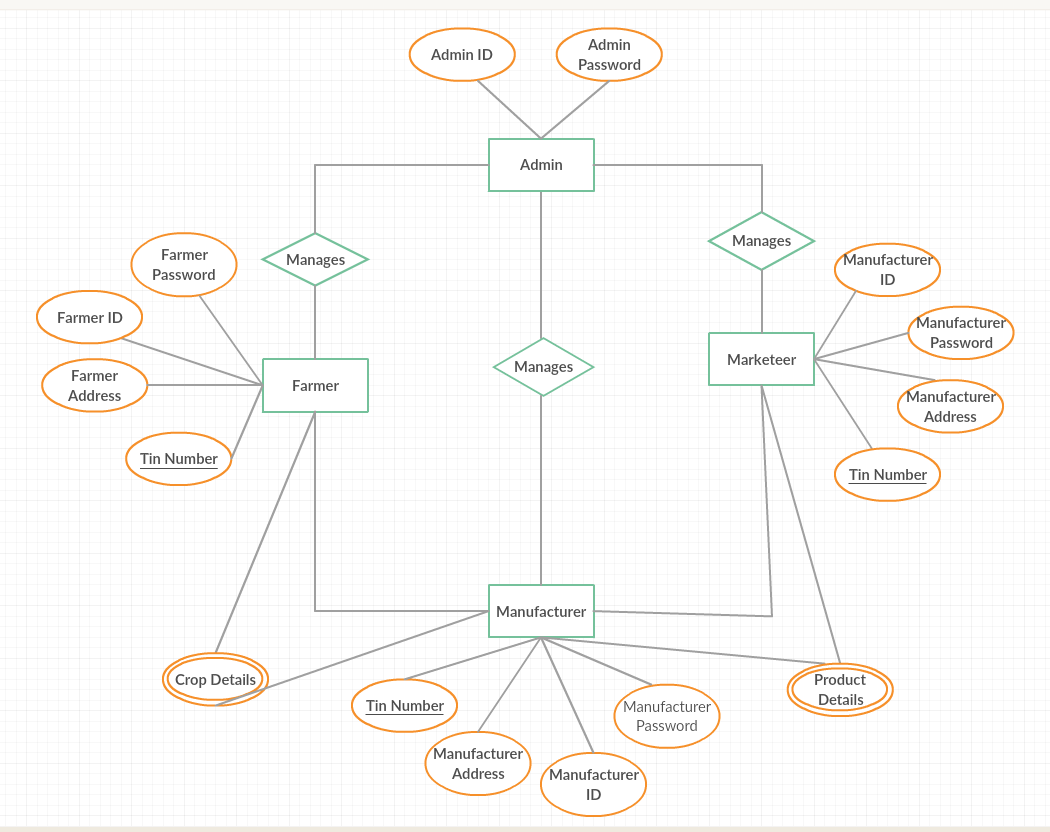 Admin ID
Admin
Password
Admin
Manages
Manages
Farmer
Password
Manufacturer
ID
Farmer ID
Manufacturer
Password
Farmer
Address
Farmer
Manages
Marketeer
Manufacturer
Address
Tin Number
Tin Number
Manufacturer
Crop Details
Product
Details
Tin Number
Manufacturer
Password
Manufacturer
Address
Manufacturer
ID